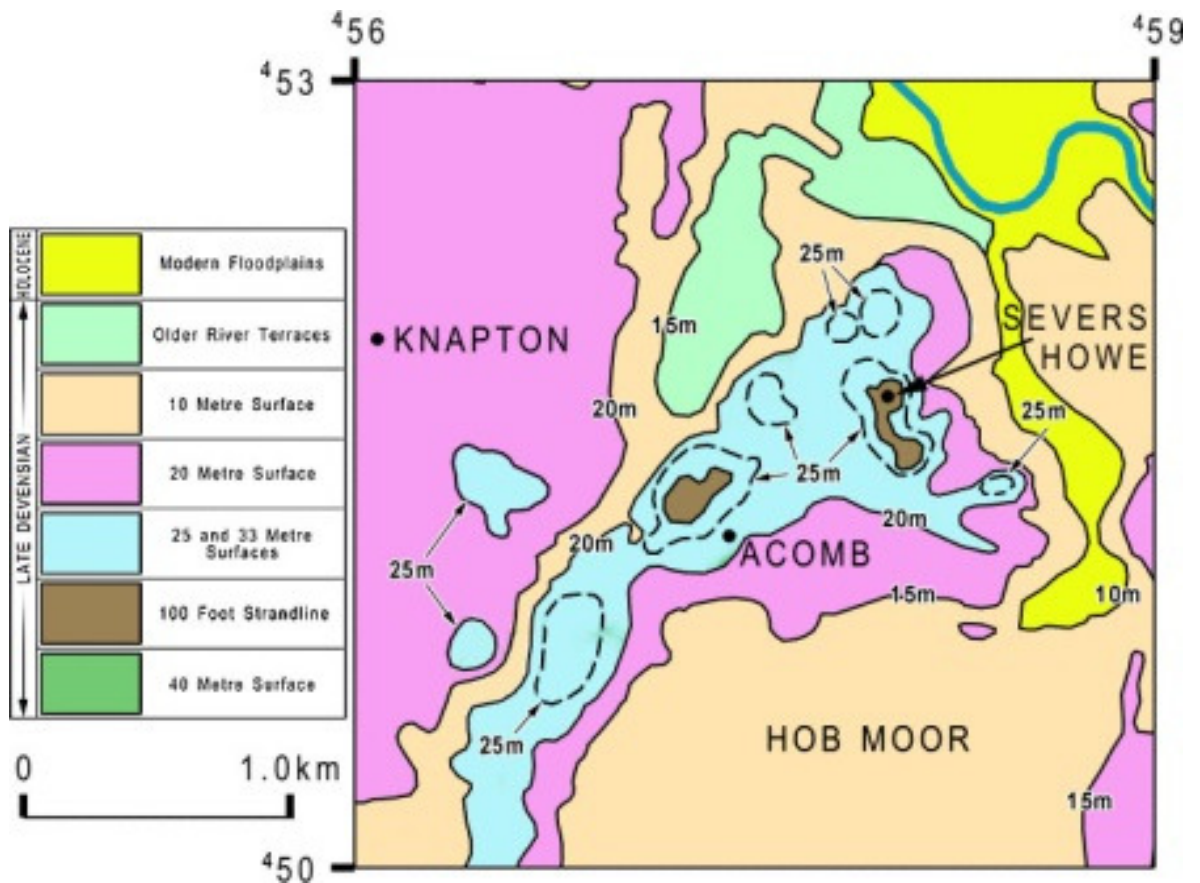 ⁴56
⁴59
⁴53
25m
SEVERS
HOWE
15m
KNAPTON
20m
25m
25m
20m
20m
ACOMB
25m
15m
10m
HOB MOOR
25m
15m
⁴50
HOLOCENE
Modern Floodplains
LATE DEVENSIAN
Older River Terraces
10 Metre Surface
20 Metre Surface
25 and 33 Metre
Surfaces
100 Foot Strandline
40 Metre Surface
0
1.0km